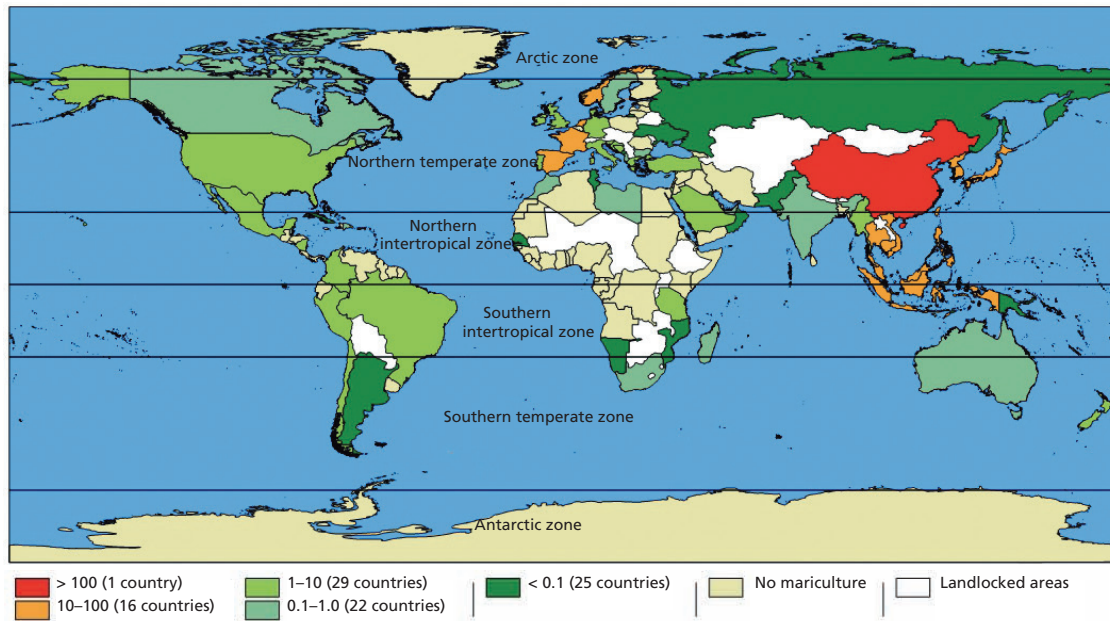 Arctic zone
Northern temperate zone
Northern
intertropical zone
Southern
intertropical zone
Southern temperate zone
Antarctic zone
> 100 (1 country)
1–10 (29 countries)
< 0.1 (25 countries)
No mariculture
Landlocked areas
10–100 (16 countries)
0.1–1.0 (22 countries)